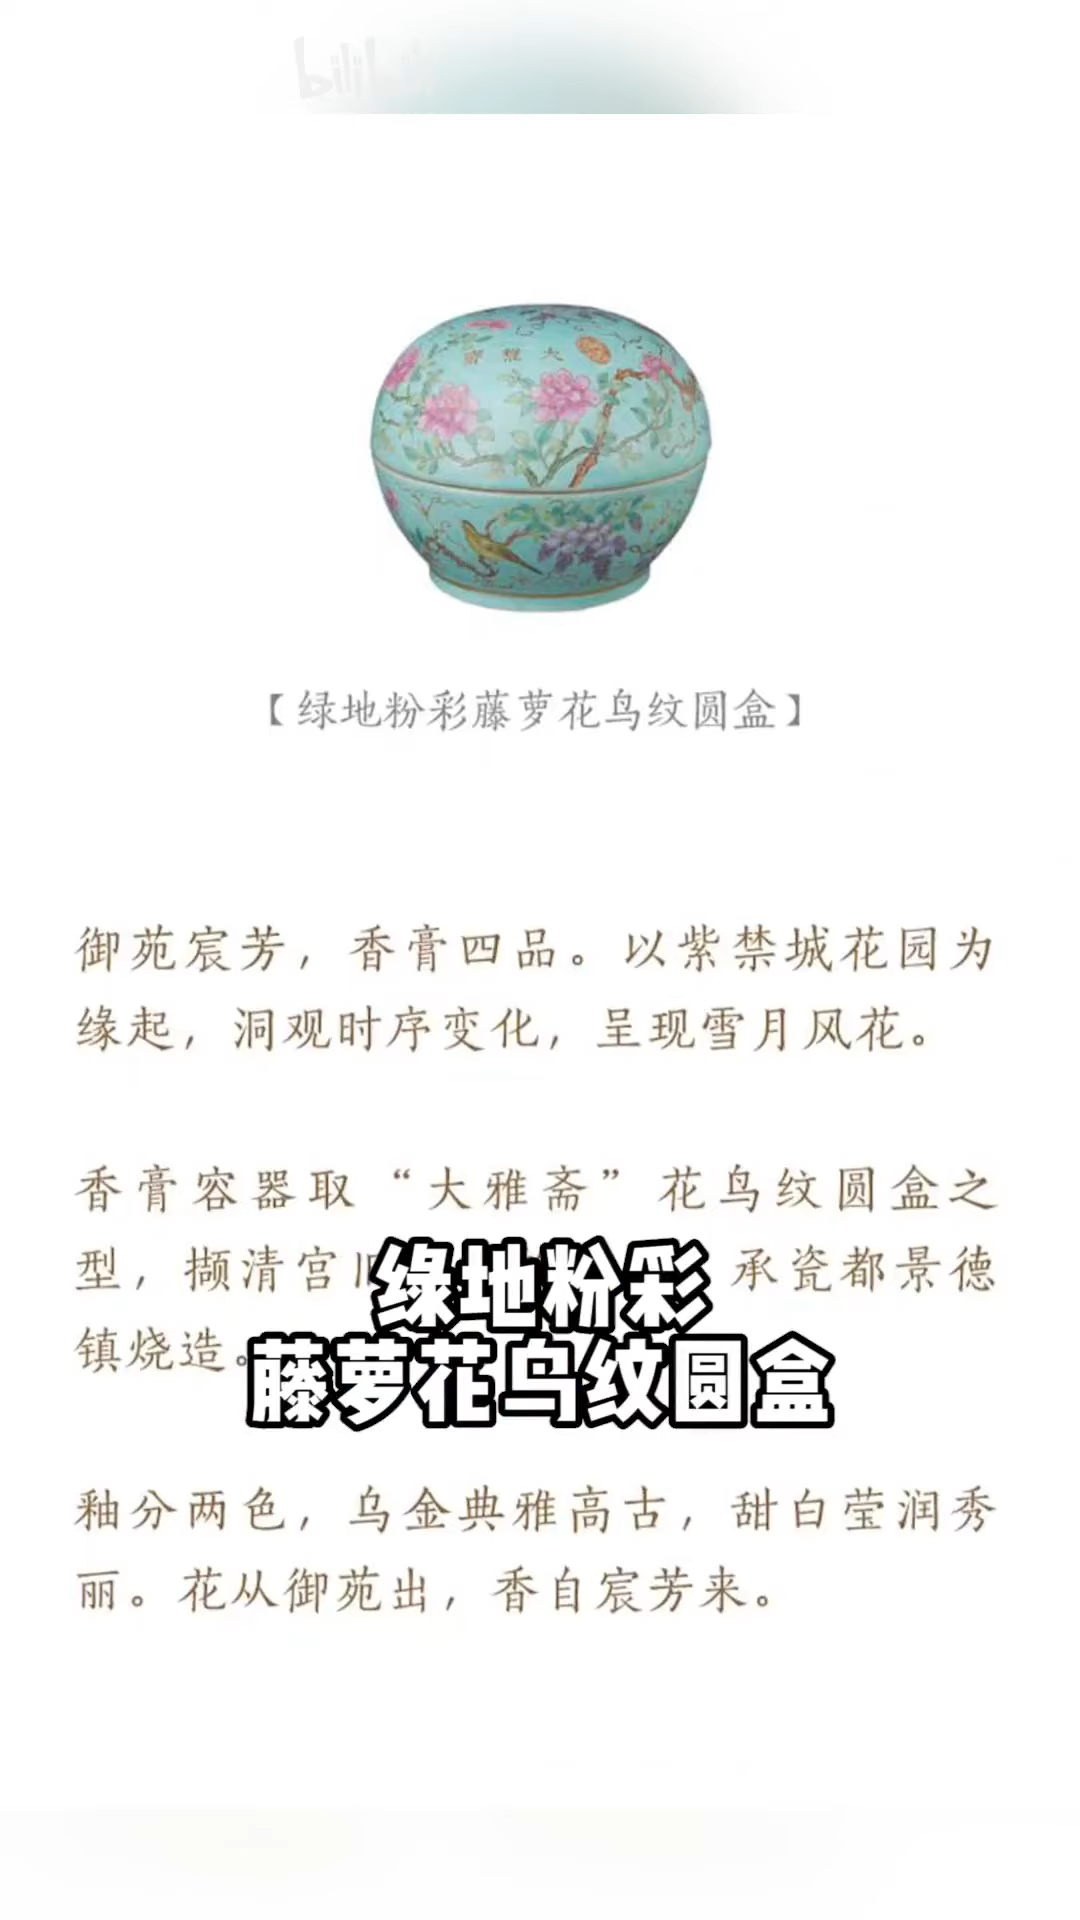 bilibili
大雅斋
【绿地粉彩藤萝花鸟纹圆盒】
御苑宸芳，香膏四品。以紫禁城花园为
缘起，洞观时序变化，呈现雪月风花。
香膏容器取“大雅斋”花鸟纹圆盒之
型，撷清宫旧 承瓷都景德
镇烧造。
绿地粉彩
藤萝花鸟纹圆盒
釉分两色，乌金典雅高古，甜白莹润秀
丽。花从御苑出，香自宸芳来。